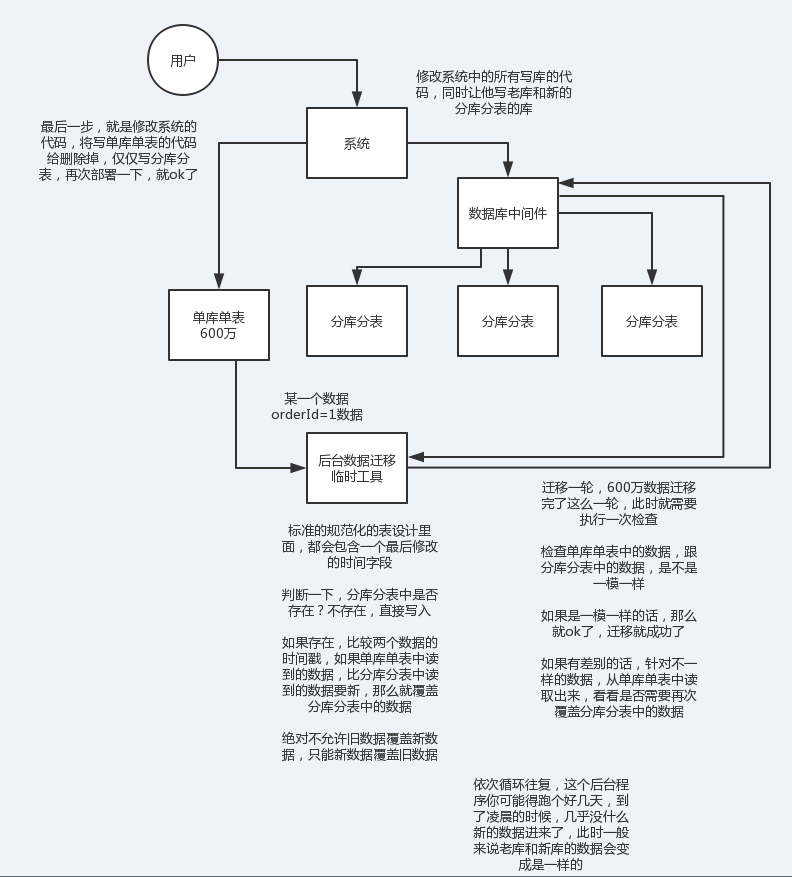 用户
修改系统中的所有写库的代
码，同时让他写老库和新的
分库分表的库
最后一步，就是修改系统的
代码，将写单库单表的代码
给删除掉，仅仅写分库分
表，再次部署一下，就ok了
系统
数据库中间件
单库单表
600万
分库分表
分库分表
分库分表
某一个数据
orderId=1数据
后台数据迁移
临时工具
标准的规范化的表设计里
面，都会包含一个最后修改
的时间字段
判断一下，分库分表中是否
存在？不存在，直接写入
如果存在，比较两个数据的
时间戳，如果单库单表中读
到的数据，比分库分表中读
到的数据要新，那么就覆盖
分库分表中的数据
绝对不允许旧数据覆盖新数
据，只能新数据覆盖旧数据
迁移一轮，600万数据迁移
完了这么一轮，此时就需要
执行一次检查
检查单库单表中的数据，跟
分库分表中的数据，是不是
一模一样
如果是一模一样的话，那么
就ok了，迁移就成功了
如果有差别的话，针对不一
样的数据，从单库单表中读
取出来，看看是否需要再次
覆盖分库分表中的数据
依次循环往复，这个后台程
序你可能得跑个好几天，到
了凌晨的时候，几乎没什么
新的数据进来了，此时一般
来说老库和新库的数据会变
成是一样的